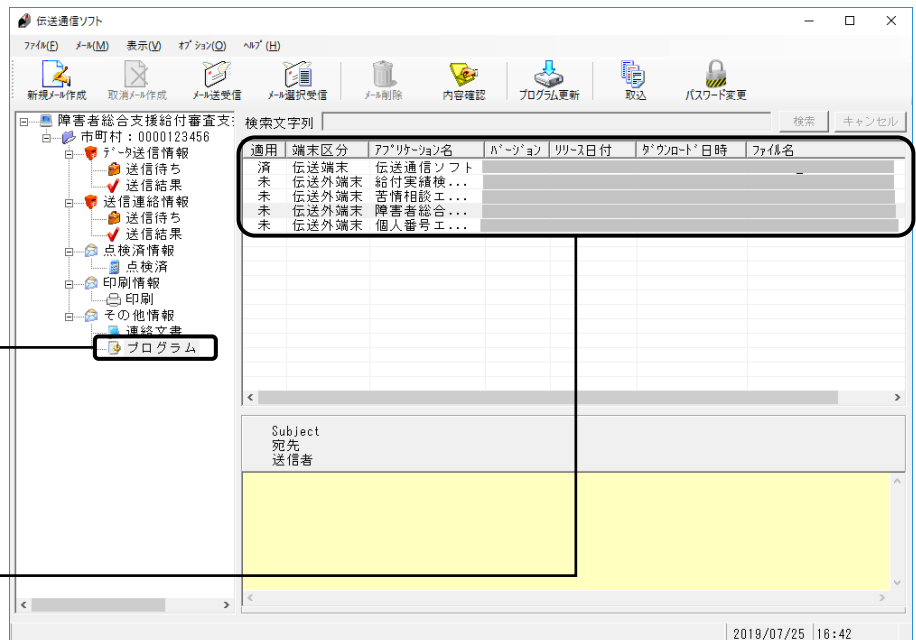 伝送通信ソフト
ファイル(F) メール(M) 表示(V) オプション(O) ヘルプ(H)
新規メール作成 取消メール作成 メール送受信 メール選択受信 メール削除 内容確認 プログラム更新 取込 パスワード変更
障害者総合支援給付審査支
市町村：0000123456
データ送信情報
送信待ち
送信結果
送信連絡情報
送信待ち
送信結果
点検済情報
点検済
印刷情報
印刷
その他情報
連絡文書
プログラム
検索文字列 検索 キャンセル
適用 端末区分 アプリケーション名 バージョン リリース日付 ダウンロード日時 ファイル名
済 伝送端末 伝送通信ソフト
未 伝送外端末 給付実績検...
未 伝送外端末 苦情相談エ...
未 伝送外端末 障害者総合...
未 伝送外端末 個人番号エ...
Subject
宛先
送信者
2019/07/25 16:42